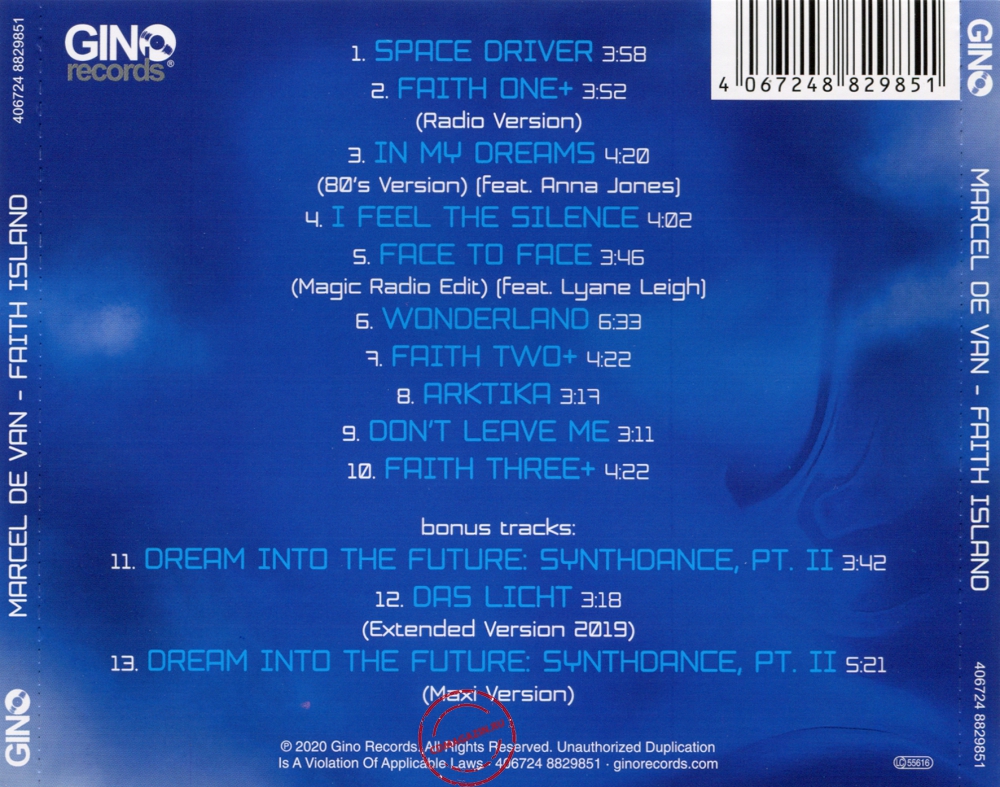 GINO
records®
1. SPACE DRIVER 3:58
2. FAITH ONE+ 3:52
(Radio Version)
3. IN MY DREAMS 4:20
(80's Version) (feat. Anna Jones)
4. I FEEL THE SILENCE 4:02
5. FACE TO FACE 3:46
(Magic Radio Edit) (feat. Lyane Leigh)
6. WONDERLAND 6:33
7. FAITH TWO+ 4:22
8. ARKTIKA 3:17
9. DON'T LEAVE ME 3:11
10. FAITH THREE+ 4:22
bonus tracks:
11. DREAM INTO THE FUTURE: SYNTHDANCE, PT. II 3:42
12. DAS LICHT 3:18
(Extended Version 2019)
13. DREAM INTO THE FUTURE: SYNTHDANCE, PT. II 5:21
(Maxi Version)
℗ 2020 Gino Records. All Rights Reserved. Unauthorized Duplication
Is A Violation Of Applicable Laws · 406724 8829851 · ginorecords.com
LC 55616
4 067248 829851
406724 8829851
MARCEL DE VAN - FAITH ISLAND
GINO
GINO
MARCEL DE VAN - FAITH ISLAND
406724 8829851